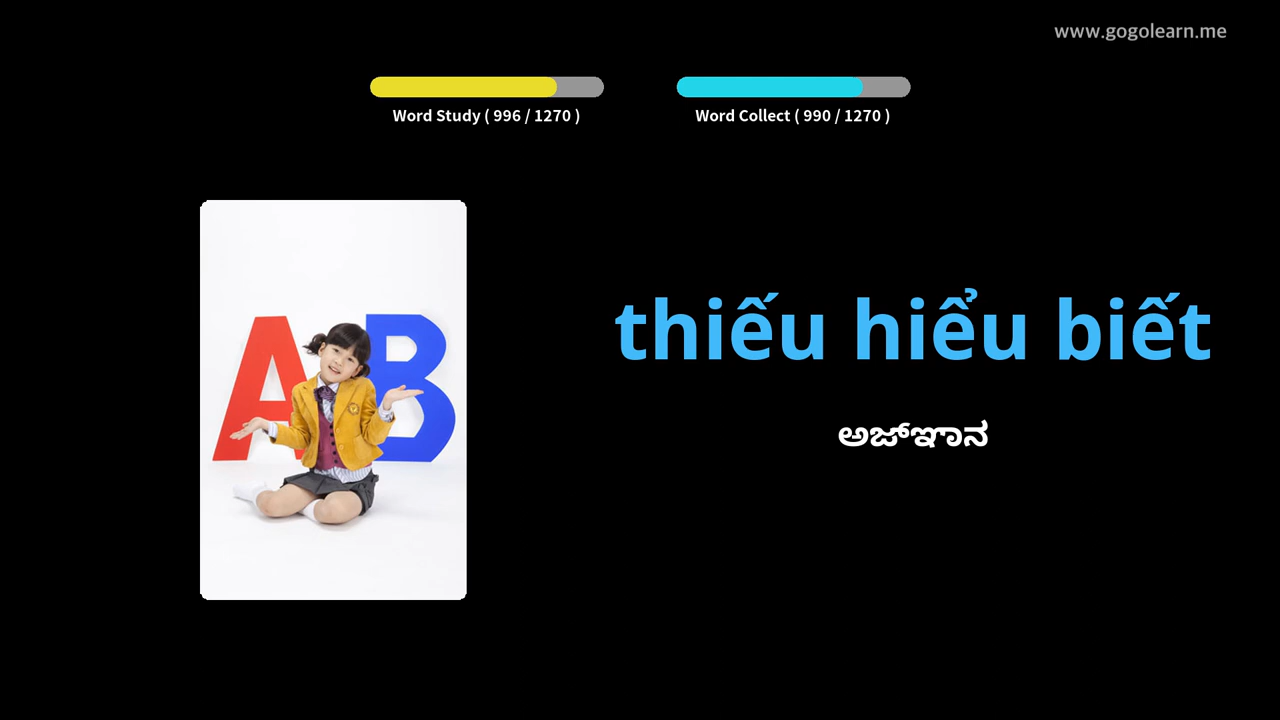 www.gogolearn.me
Word Study ( 996 / 1270 )
Word Collect ( 990 / 1270 )
A B
thiếu hiểu biết
ಅಜ್ಞಾನ